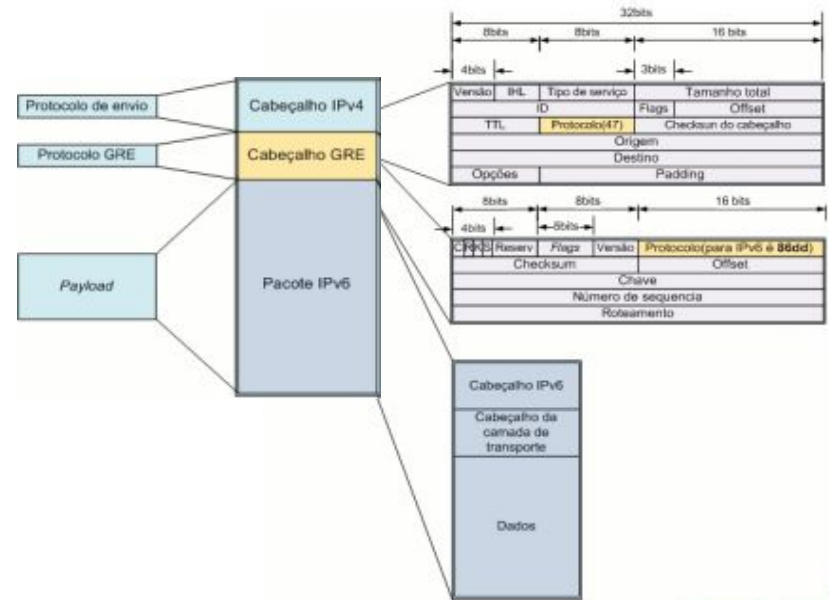 32bits
8bits 8bits 16 bits
4bits 3bits
Versão IHL Tipo de serviço Tamanho total
ID Flags Offset
TTL Protocolo(47) Checksun do cabeçalho
Origem
Destino
Opções Padding
Protocolo de envio
Cabeçalho IPv4
Protocolo GRE
Cabeçalho GRE
Payload
Pacote IPv6
8bits 8bits 16 bits
4bits 5bits
C R K S Reserv Flags Versão Protocolo(para IPv6 é 86dd)
Checksum Offset
Chave
Número de sequencia
Roteamento
Cabeçalho IPv6
Cabeçalho da
camada de
transporte
Dados